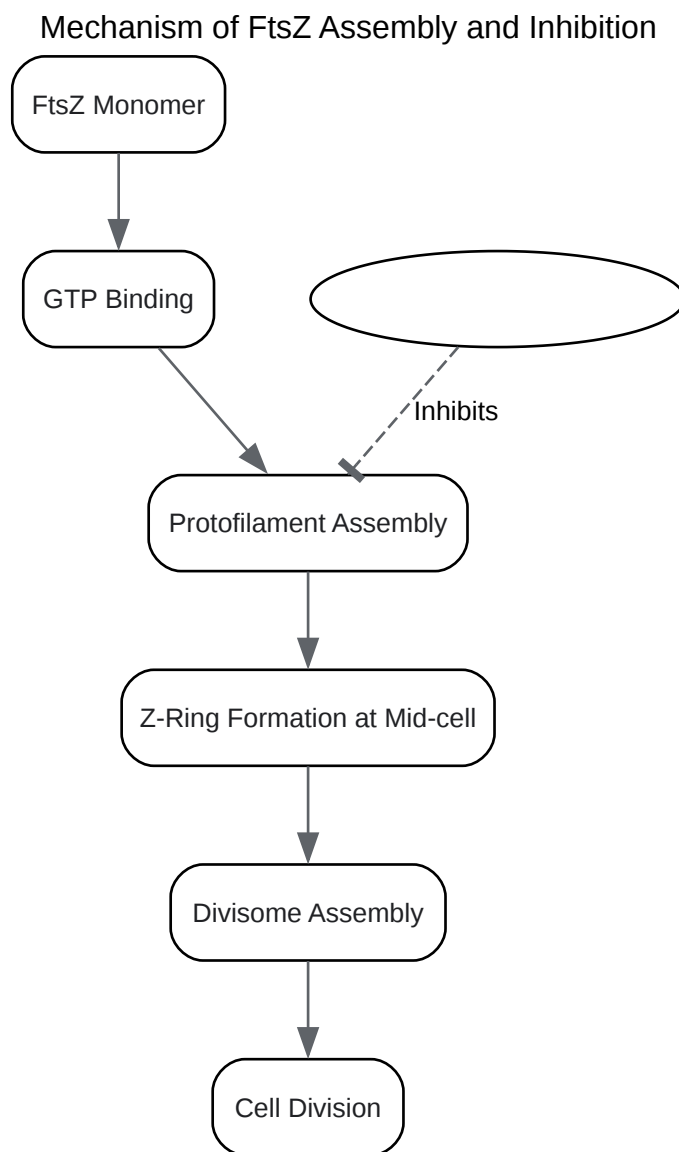 Mechanism of FtsZ Assembly and Inhibition
FtsZ Monomer
GTP Binding
Inhibits
Protofilament Assembly
Z-Ring Formation at Mid-cell
Divisome Assembly
Cell Division